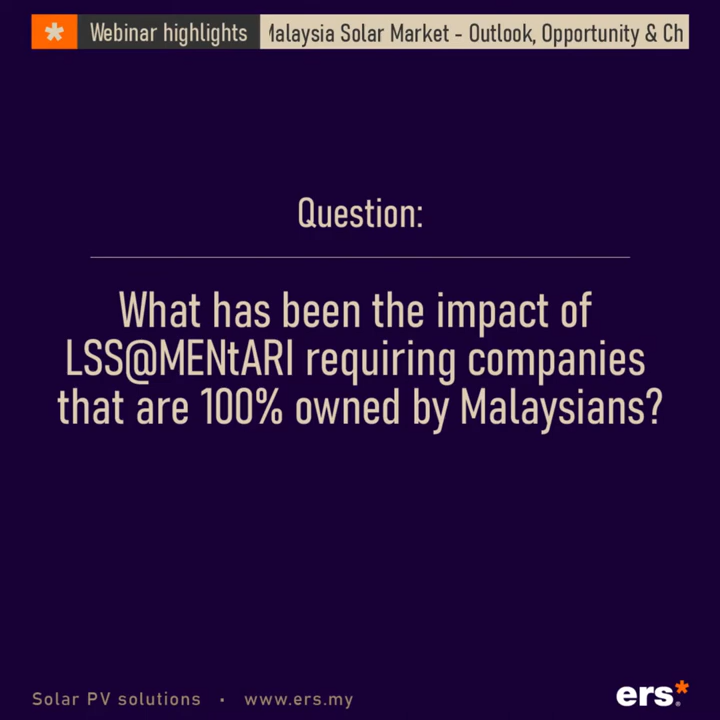 * Webinar highlights Malaysia Solar Market - Outlook, Opportunity & Ch
Question:
What has been the impact of
LSS@MENtARI requiring companies
that are 100% owned by Malaysians?
Solar PV solutions · www.ers.my
ers.*